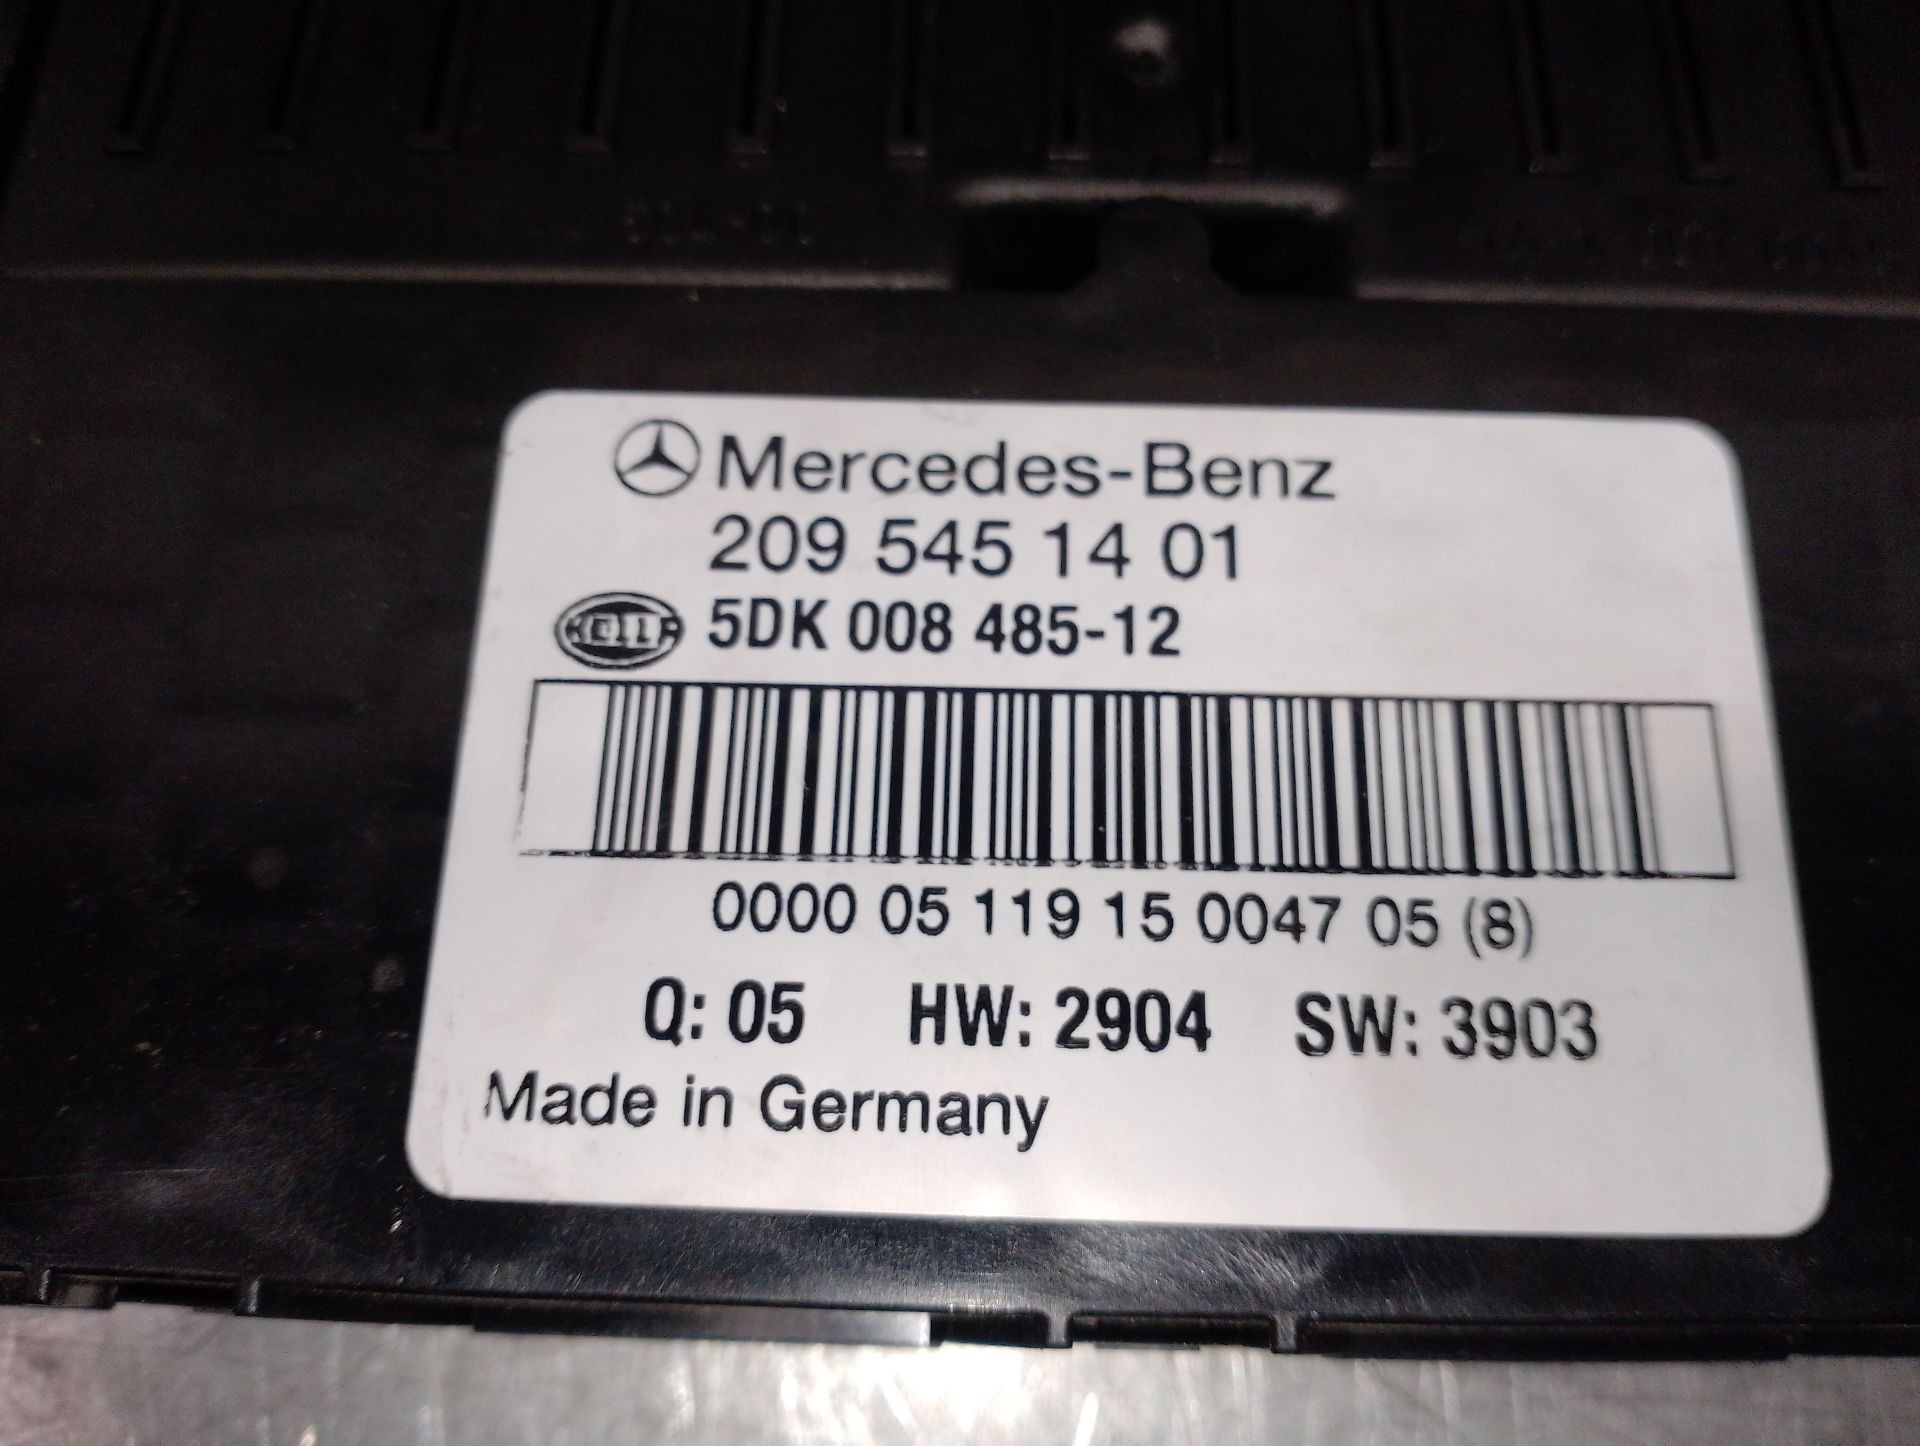 Mercedes-Benz
209 545 14 01
HELLA 5DK 008 485-12
0000 05 119 15 0047 05 (8)
Q: 05 HW: 2904 SW: 3903
Made in Germany